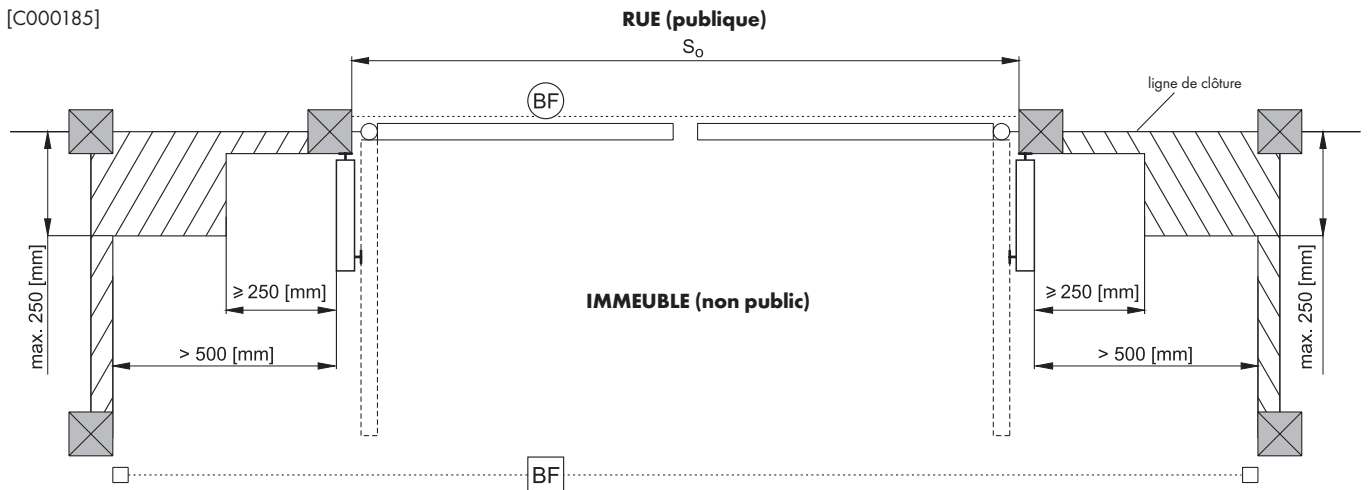 [C000185]
RUE (publique)
So
BF
ligne de clôture
max. 250 [mm]
≥ 250 [mm]
> 500 [mm]
IMMEUBLE (non public)
≥ 250 [mm]
> 500 [mm]
max. 250 [mm]
BF